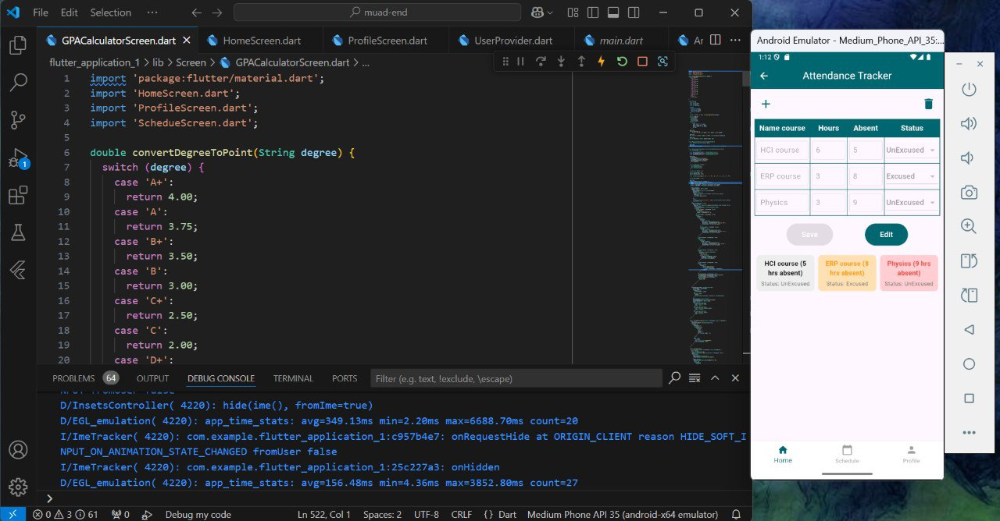 File Edit Selection ··· muad-end
GPACalculatorScreen.dart HomeScreen.dart ProfileScreen.dart UserProvider.dart main.dart Ar ···
flutter_application_1 > lib > Screen > GPACalculatorScreen.dart > ...
1 import 'package:flutter/material.dart';
2 import 'HomeScreen.dart';
3 import 'ProfileScreen.dart';
4 import 'SchedueScreen.dart';
5
6 double convertDegreeToPoint(String degree) {
7 switch (degree) {
8 case 'A+':
9 return 4.00;
10 case 'A':
11 return 3.75;
12 case 'B+':
13 return 3.50;
14 case 'B':
15 return 3.00;
16 case 'C+':
17 return 2.50;
18 case 'C':
19 return 2.00;
20 case 'D+':
1
PROBLEMS 64 OUTPUT DEBUG CONSOLE TERMINAL PORTS Filter (e.g. text, !exclude, \escape)
NPUT fromUser false
D/InsetsController( 4220): hide(ime(), fromIme=true)
D/EGL_emulation( 4220): app_time_stats: avg=349.13ms min=2.20ms max=6688.70ms count=20
I/ImeTracker( 4220): com.example.flutter_application_1:c957b4e7: onRequestHide at ORIGIN_CLIENT reason HIDE_SOFT_I
NPUT_ON_ANIMATION_STATE_CHANGED fromUser false
I/ImeTracker( 4220): com.example.flutter_application_1:25c227a3: onHidden
D/EGL_emulation( 4220): app_time_stats: avg=156.48ms min=4.36ms max=3852.80ms count=27
>
0 3 61 0 Debug my code Ln 522, Col 1 Spaces: 2 UTF-8 CRLF {} Dart Medium Phone API 35 (android-x64 emulator)
Android Emulator - Medium_Phone_API_35:...
1:12
Attendance Tracker
Name course Hours Absent Status
HCI course 6 5 UnExcused
ERP course 3 8 Excused
Physics 3 9 UnExcused
Save Edit
HCI course (5
hrs absent)
Status: UnExcused
ERP course (8
hrs absent)
Status: Excused
Physics (9 hrs
absent)
Status: UnExcused
Home Schedule Profile